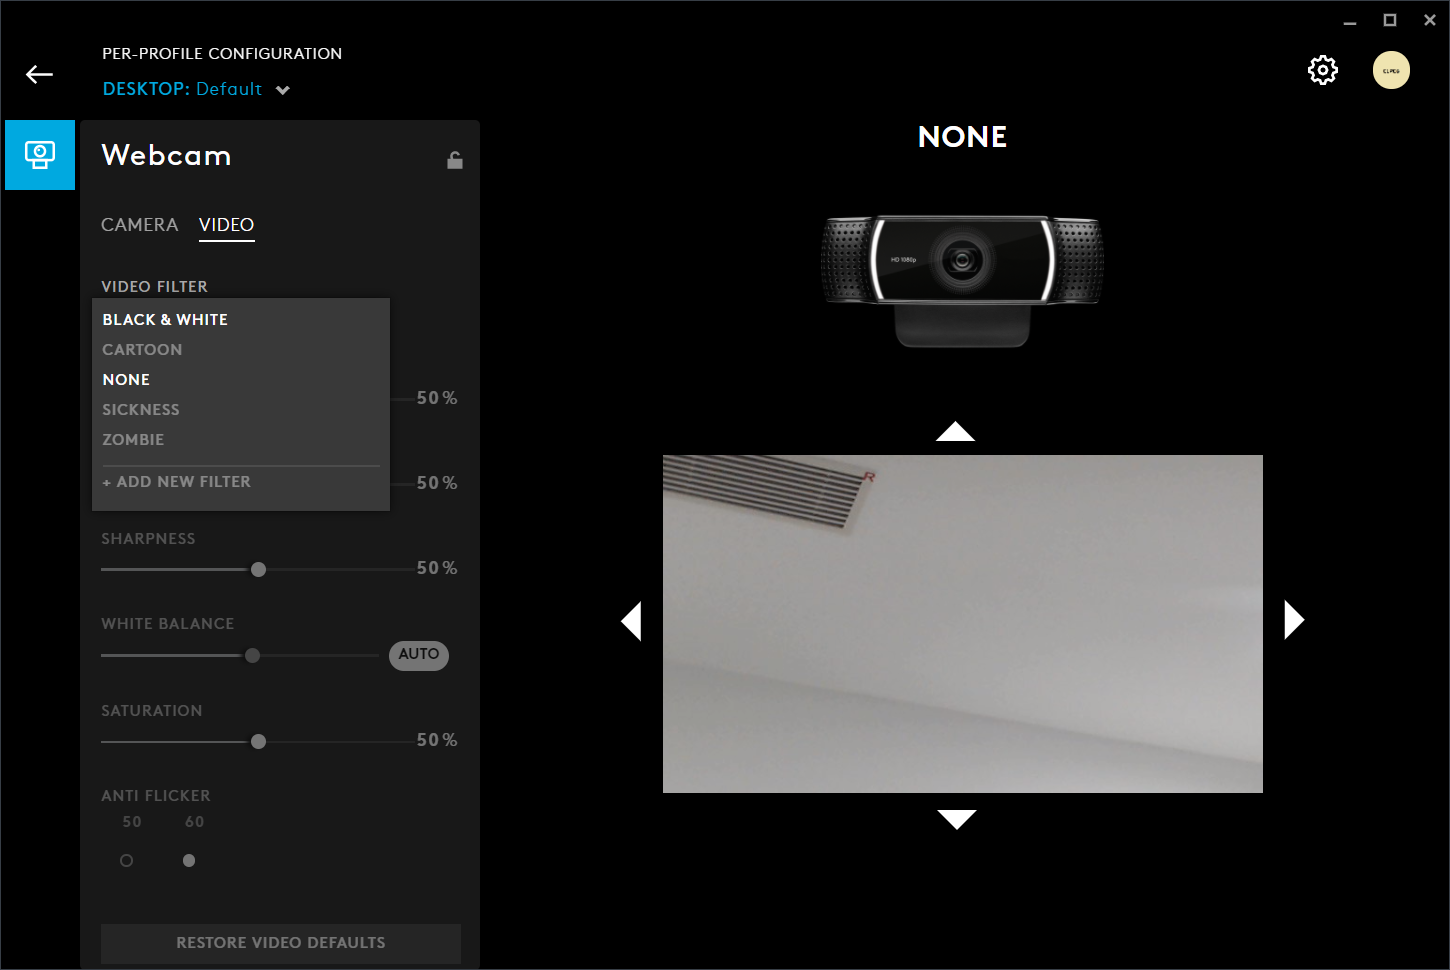 PER-PROFILE CONFIGURATION
DESKTOP: Default
Webcam
CAMERA VIDEO
VIDEO FILTER
BLACK & WHITE
CARTOON
NONE
SICKNESS
ZOMBIE
+ ADD NEW FILTER
50 %
50 %
SHARPNESS
50 %
WHITE BALANCE
AUTO
SATURATION
50 %
ANTI FLICKER
50 60
RESTORE VIDEO DEFAULTS
NONE
HD 1080p
R